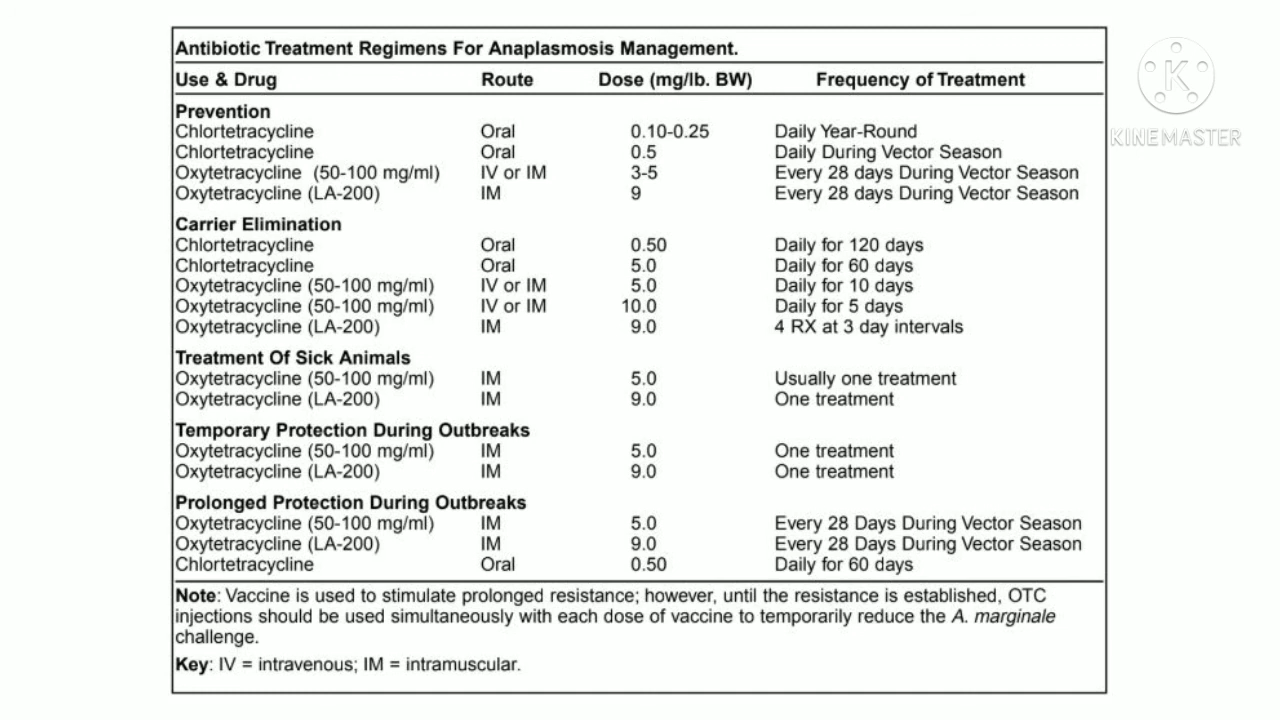 Antibiotic Treatment Regimens For Anaplasmosis Management.
Use & Drug Route Dose (mg/lb. BW) Frequency of Treatment
Prevention
Chlortetracycline Oral 0.10-0.25 Daily Year-Round
Chlortetracycline Oral 0.5 Daily During Vector Season
Oxytetracycline (50-100 mg/ml) IV or IM 3-5 Every 28 days During Vector Season
Oxytetracycline (LA-200) IM 9 Every 28 days During Vector Season
Carrier Elimination
Chlortetracycline Oral 0.50 Daily for 120 days
Chlortetracycline Oral 5.0 Daily for 60 days
Oxytetracycline (50-100 mg/ml) IV or IM 5.0 Daily for 10 days
Oxytetracycline (50-100 mg/ml) IV or IM 10.0 Daily for 5 days
Oxytetracycline (LA-200) IM 9.0 4 RX at 3 day intervals
Treatment Of Sick Animals
Oxytetracycline (50-100 mg/ml) IM 5.0 Usually one treatment
Oxytetracycline (LA-200) IM 9.0 One treatment
Temporary Protection During Outbreaks
Oxytetracycline (50-100 mg/ml) IM 5.0 One treatment
Oxytetracycline (LA-200) IM 9.0 One treatment
Prolonged Protection During Outbreaks
Oxytetracycline (50-100 mg/ml) IM 5.0 Every 28 Days During Vector Season
Oxytetracycline (LA-200) IM 9.0 Every 28 Days During Vector Season
Chlortetracycline Oral 0.50 Daily for 60 days
Note: Vaccine is used to stimulate prolonged resistance; however, until the resistance is established, OTC
injections should be used simultaneously with each dose of vaccine to temporarily reduce the A. marginale
challenge.
Key: IV = intravenous; IM = intramuscular.
K
KINEMASTER